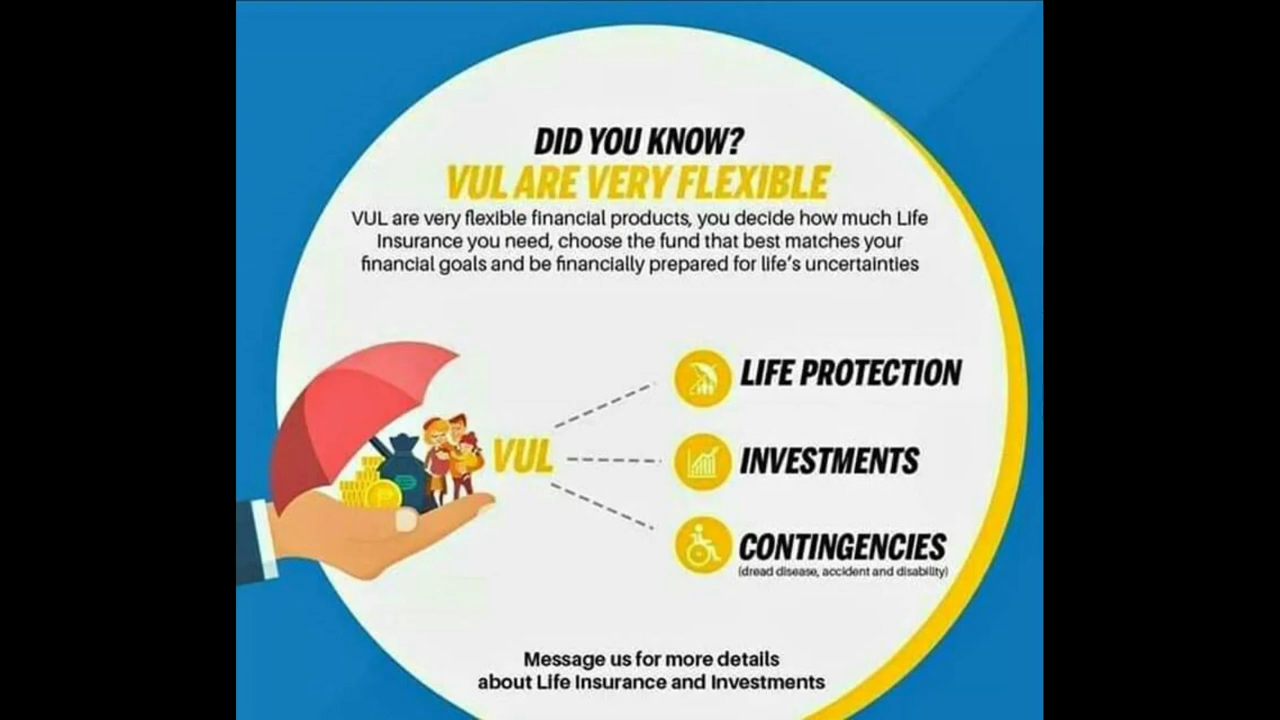 DID YOU KNOW?
VUL ARE VERY FLEXIBLE
VUL are very flexible financial products, you decide how much Life
Insurance you need, choose the fund that best matches your
financial goals and be financially prepared for life's uncertainties
VUL
LIFE PROTECTION
INVESTMENTS
CONTINGENCIES
(dread disease, accident and disability)
Message us for more details
about Life Insurance and Investments